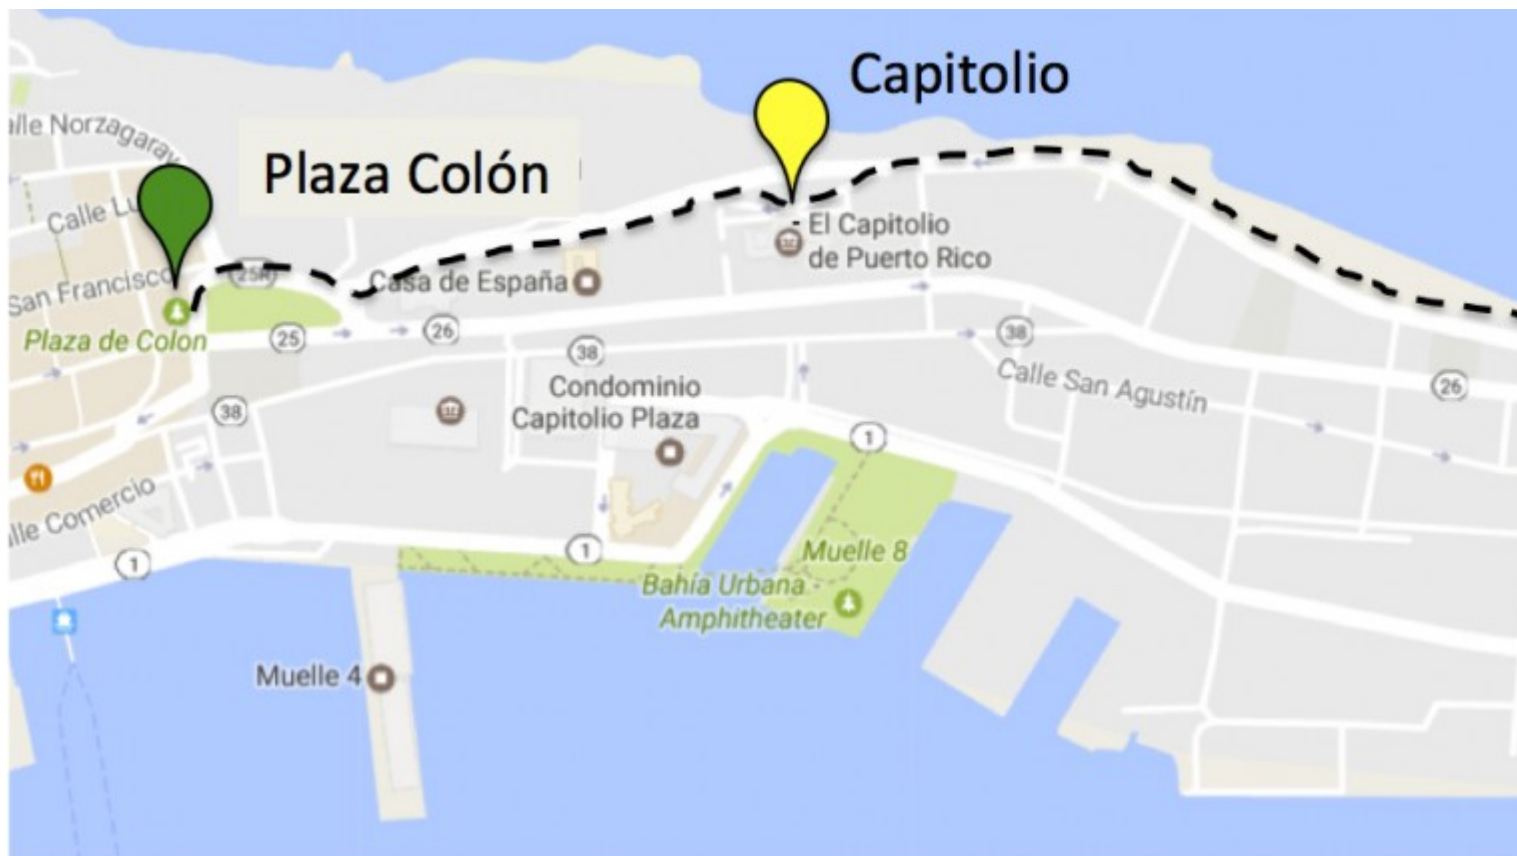 Capitolio
alle Norzagaray
Plaza Colón
Calle Lu
El Capitolio
de Puerto Rico
San Francisco
25R
Casa de España
Plaza de Colon
25
26
38
38
38
Condominio
Capitolio Plaza
Calle San Agustín
26
1
lle Comercio
1
1
Muelle 8
Bahía Urbana
Amphitheater
Muelle 4